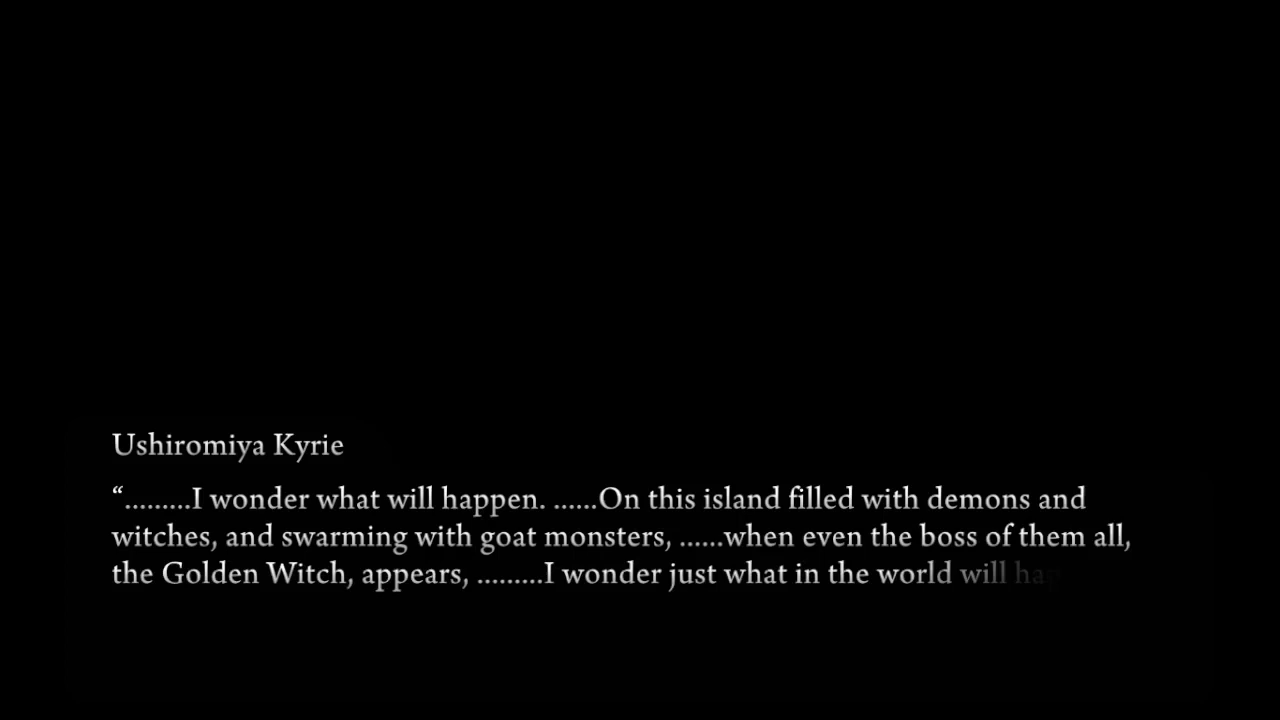 Ushiromiya Kyrie
“.........I wonder what will happen. ......On this island filled with demons and
witches, and swarming with goat monsters, ......when even the boss of them all,
the Golden Witch, appears, .........I wonder just what in the world will